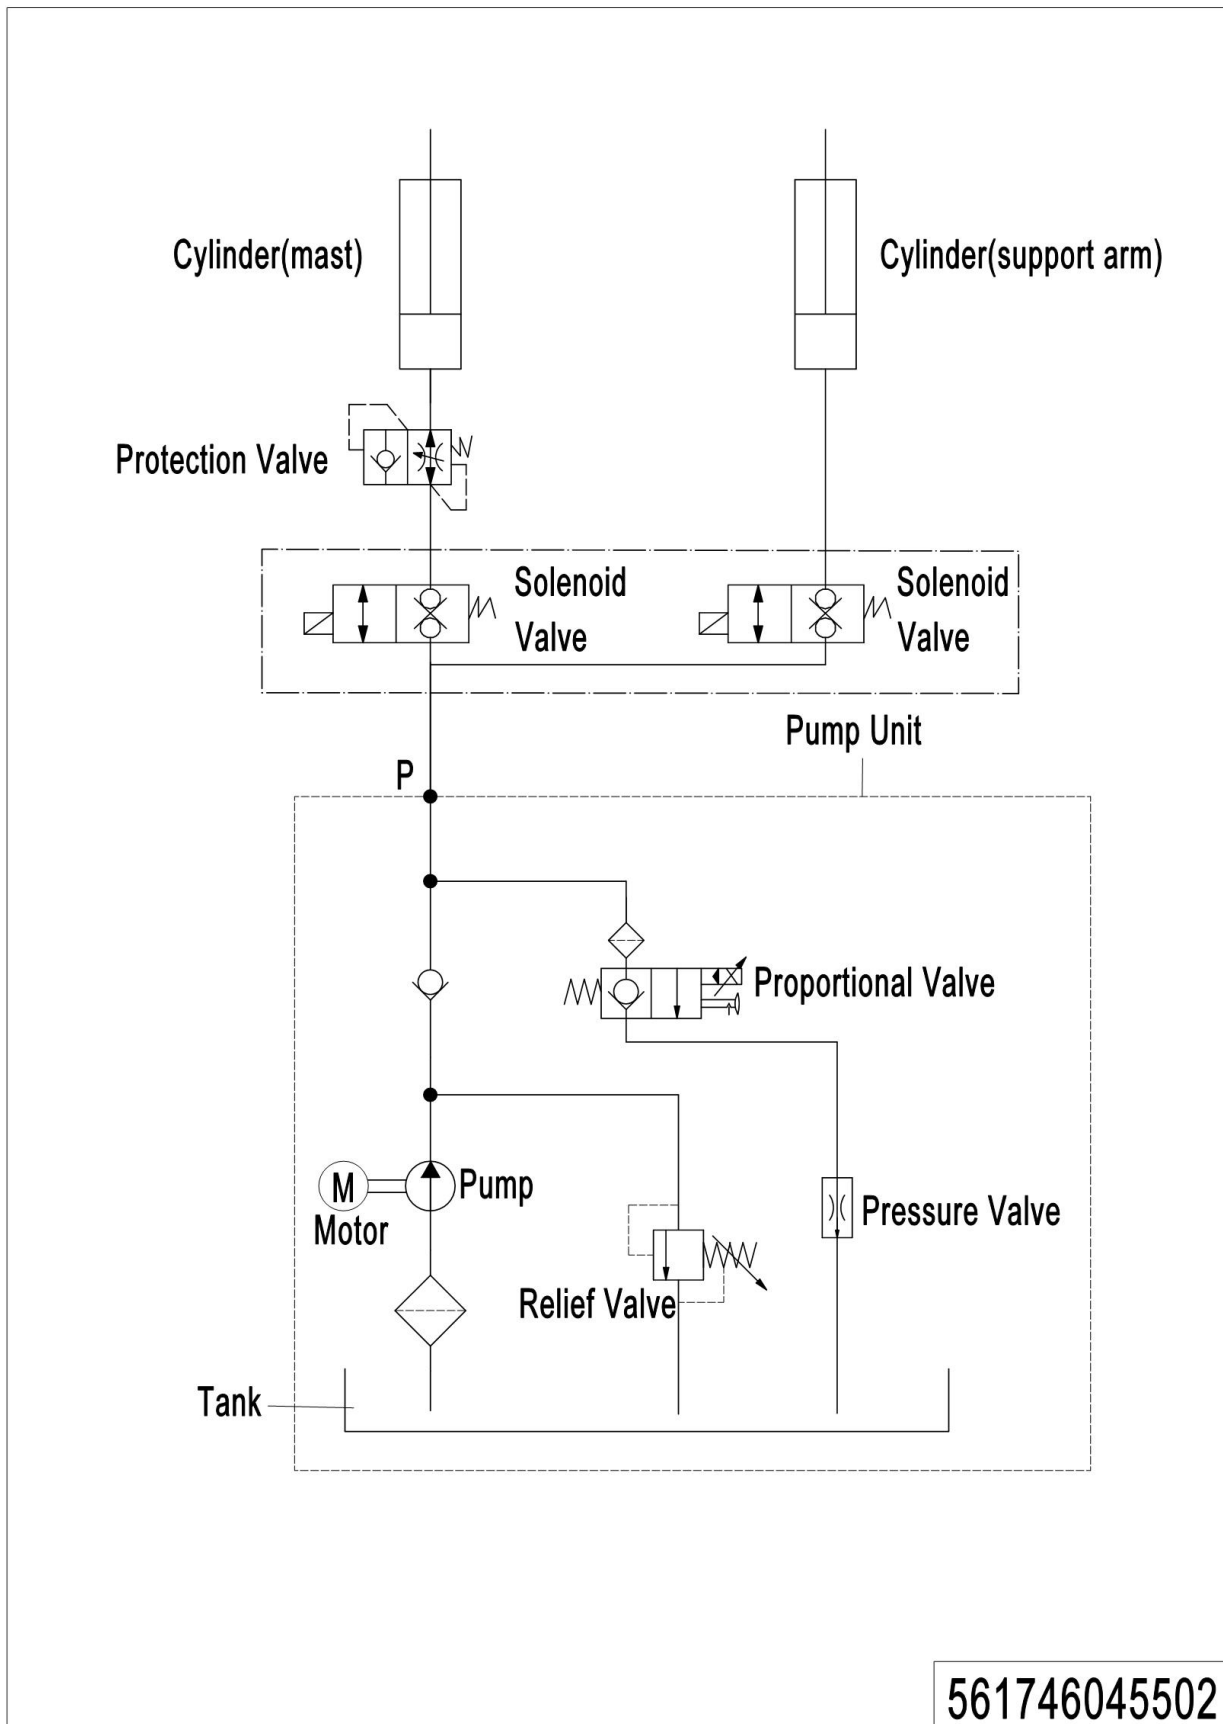 Cylinder(mast)
Cylinder(support arm)
Protection Valve
Solenoid
Valve
Solenoid
Valve
Pump Unit
P
Proportional Valve
M
Motor
Pump
Pressure Valve
Relief Valve
Tank
561746045502